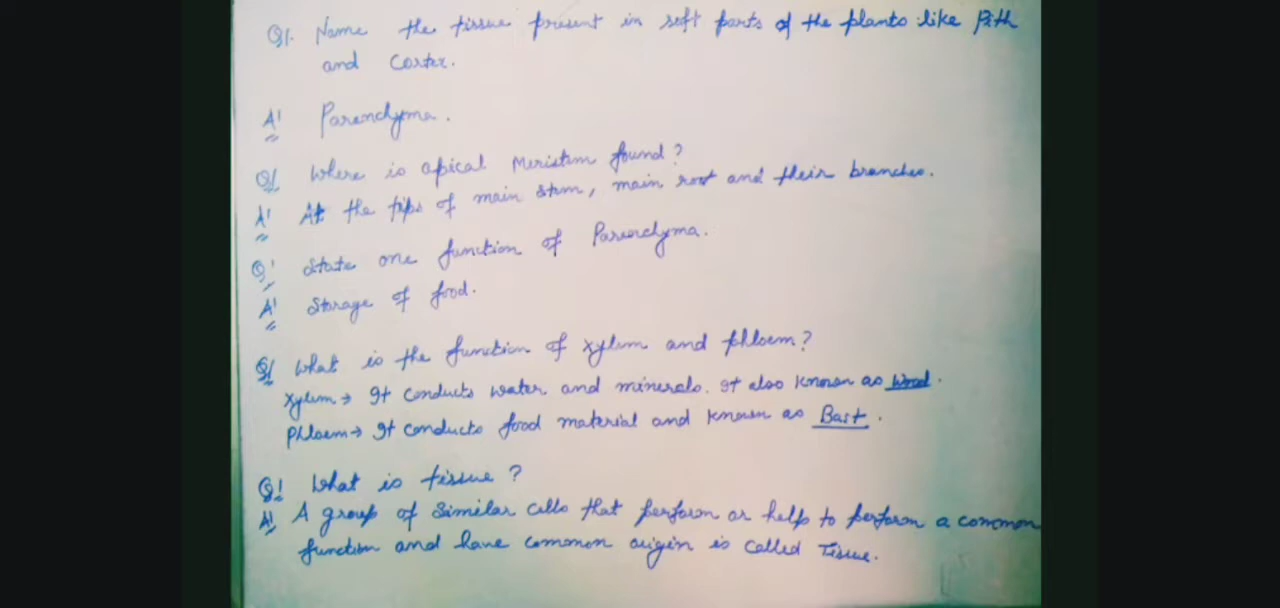 Q1. Name the tissue present in soft parts of the plants like Pith
and Cortex.
A! Parenchyma.
Q! Where is apical Meristem found?
A! At the tips of main stem, main root and their branches.
Q! State one function of Parenchyma.
A! Storage of food.
Q! What is the function of xylem and phloem?
Xylem → It conducts water and minerals. It also known as Wood.
Phloem → It conducts food material and known as Bast.
Q! What is tissue?
A! A group of similar cells that perform or help to perform a common
function and have common origin is called Tissue.